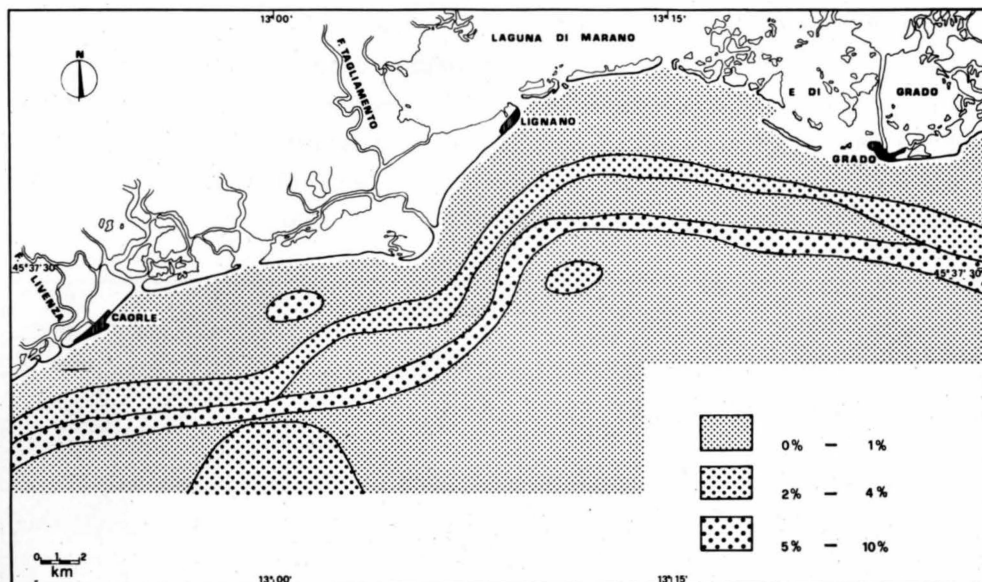 13°00'
13°15'
N
F. TAGLIAMENTO
LAGUNA DI MARANO
E DI
GRADO
LIGNANO
GRADO
45°37'30"
45°37'30"
LIVENZA
CAORLE
0% – 1%
2% – 4%
5% – 10%
0 1 2
km
13°00'
13°15'